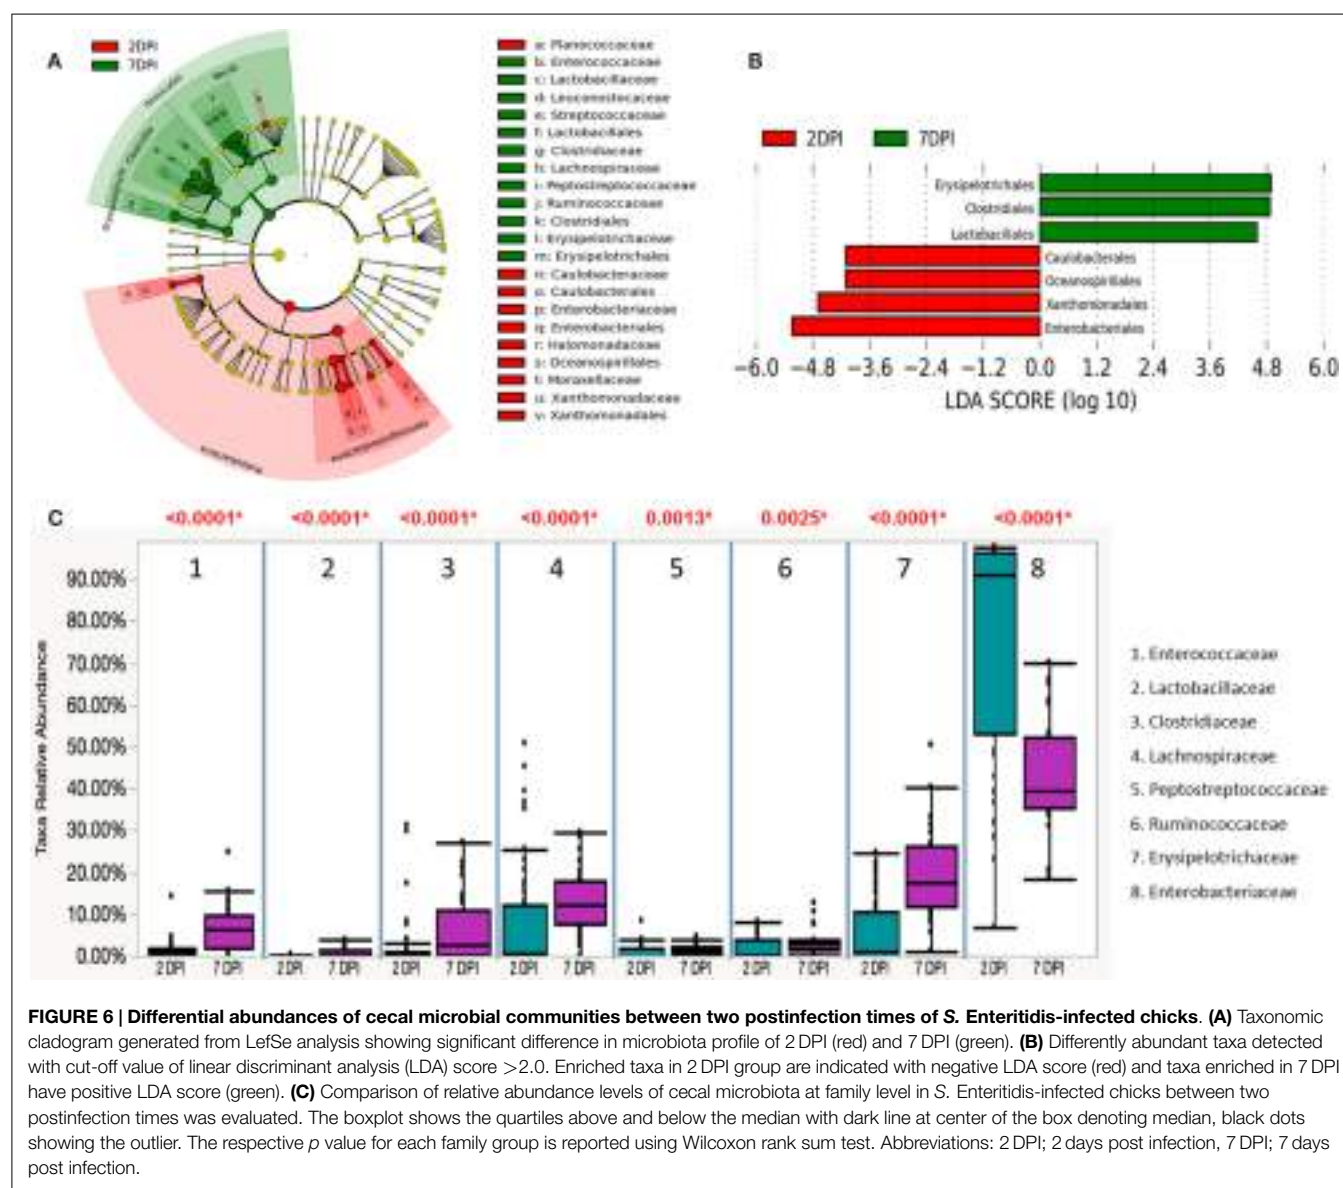 A
2DPI
7DPI
a: Planococcaceae
b: Enterococcaceae
c: Lactobacillaceae
d: Leuconostocaceae
e: Streptococcaceae
f: Lactobacillales
g: Clostridiaceae
h: Lachnospiraceae
i: Peptostreptococcaceae
j: Ruminococcaceae
k: Clostridiales
l: Erysipelotrichaceae
m: Erysipelotrichales
n: Caulobacteraceae
o: Caulobacterales
p: Enterobacteriaceae
q: Enterobacteriales
r: Halomonadaceae
s: Oceanospirillales
t: Moraxellaceae
u: Xanthomonadaceae
v: Xanthomonadales
B
2DPI 7DPI
Erysipelotrichales
Clostridiales
Lactobacillales
Caulobacterales
Oceanospirillales
Xanthomonadales
Enterobacteriales
−6.0 −4.8 −3.6 −2.4 −1.2 0.0 1.2 2.4 3.6 4.8 6.0
LDA SCORE (log 10)
C
<0.0001* <0.0001* <0.0001* <0.0001* 0.0013* 0.0025* <0.0001* <0.0001*
1 2 3 4 5 6 7 8
Taxa Relative Abundance
90.00%
80.00%
70.00%
60.00%
50.00%
40.00%
30.00%
20.00%
10.00%
0.00%
2DPI 7DPI 2DPI 7DPI 2DPI 7DPI 2DPI 7DPI 2DPI 7DPI 2DPI 7DPI 2DPI 7DPI 2DPI 7DPI
1. Enterococcaceae
2. Lactobacillaceae
3. Clostridiaceae
4. Lachnospiraceae
5. Peptostreptococcaceae
6. Ruminococcaceae
7. Erysipelotrichaceae
8. Enterobacteriaceae
FIGURE 6 | Differential abundances of cecal microbial communities between two postinfection times of S. Enteritidis-infected chicks. (A) Taxonomic
cladogram generated from LefSe analysis showing significant difference in microbiota profile of 2 DPI (red) and 7 DPI (green). (B) Differently abundant taxa detected
with cut-off value of linear discriminant analysis (LDA) score >2.0. Enriched taxa in 2 DPI group are indicated with negative LDA score (red) and taxa enriched in 7 DPI
have positive LDA score (green). (C) Comparison of relative abundance levels of cecal microbiota at family level in S. Enteritidis-infected chicks between two
postinfection times was evaluated. The boxplot shows the quartiles above and below the median with dark line at center of the box denoting median, black dots
showing the outlier. The respective p value for each family group is reported using Wilcoxon rank sum test. Abbreviations: 2 DPI; 2 days post infection, 7 DPI; 7 days
post infection.